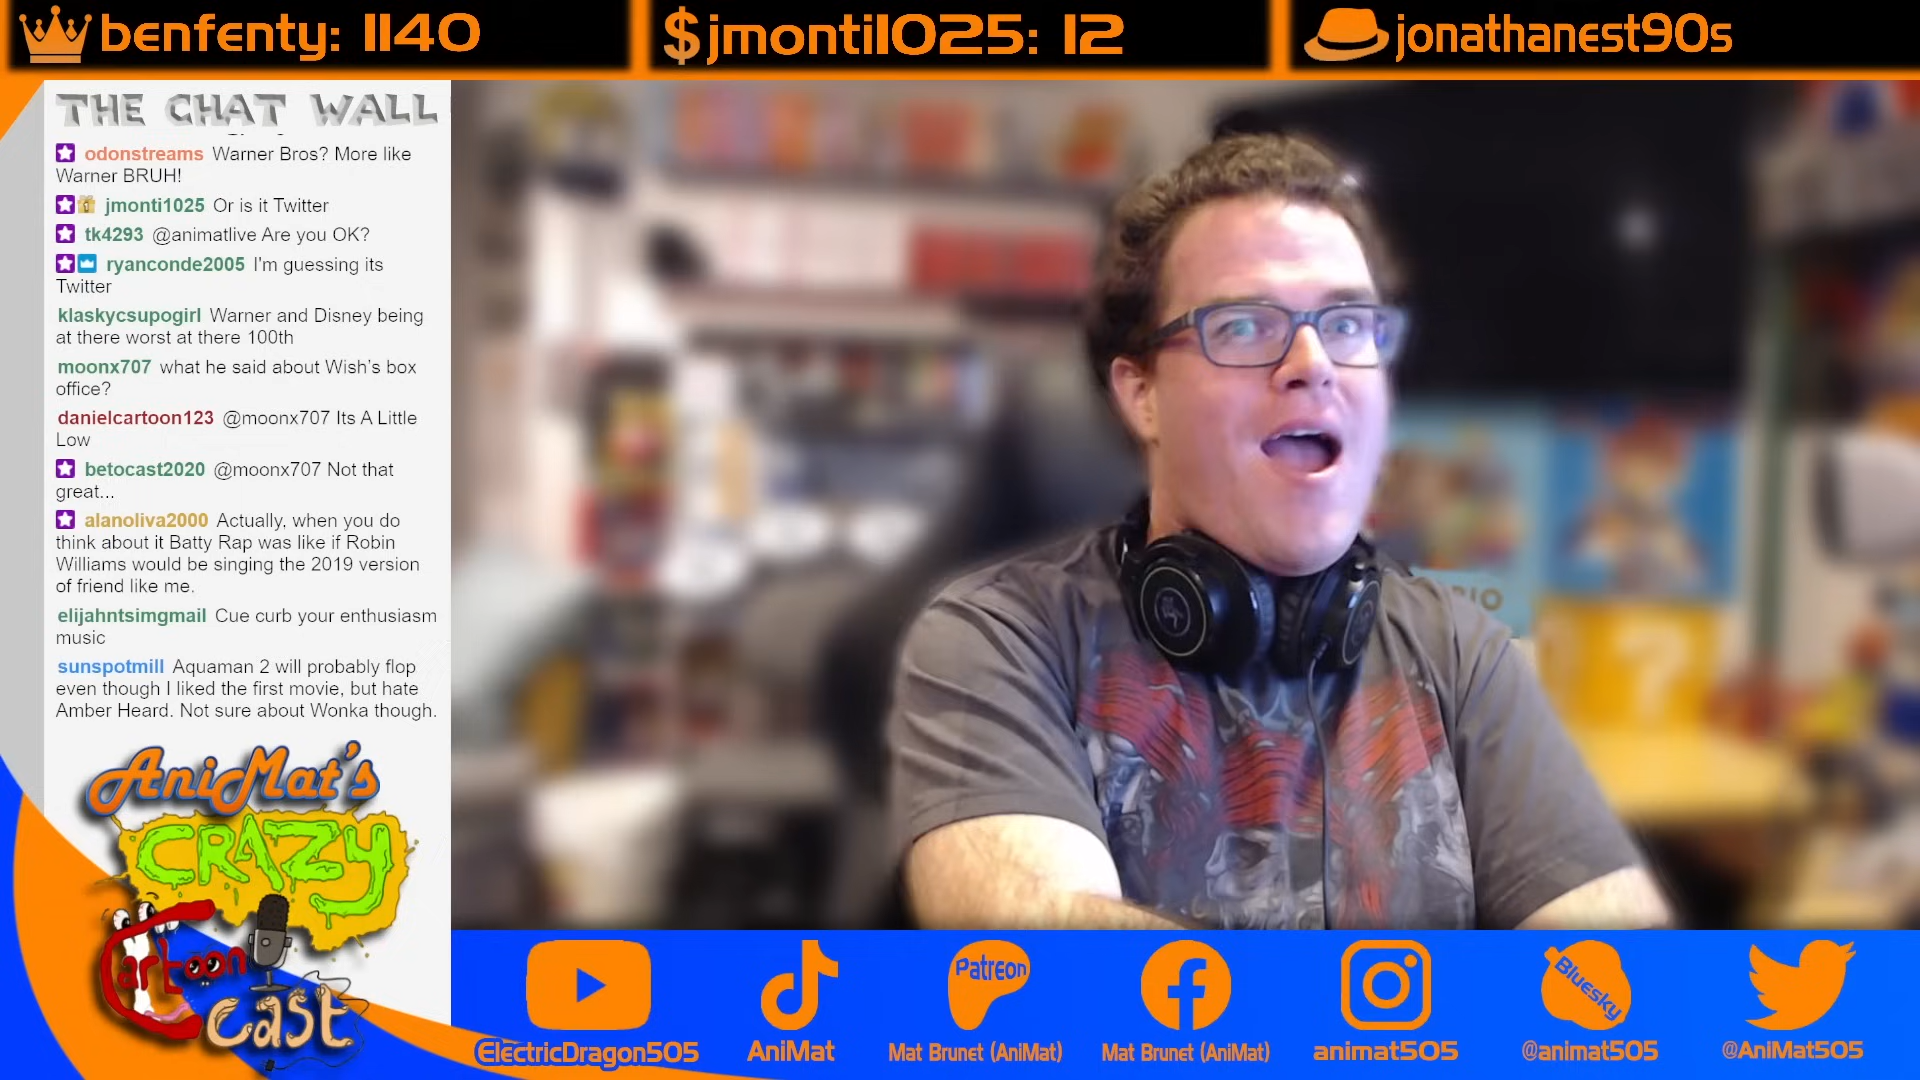 benfenty: 1140
$jmonti1025: 12
jonathanest90s
THE CHAT WALL
odonstreams Warner Bros? More like
Warner BRUH!
jmonti1025 Or is it Twitter
tk4293 @animatlive Are you OK?
ryanconde2005 I'm guessing its
Twitter
klaskycsupogirl Warner and Disney being
at there worst at there 100th
moonx707 what he said about Wish's box
office?
danielcartoon123 @moonx707 Its A Little
Low
betocast2020 @moonx707 Not that
great...
alanoliva2000 Actually, when you do
think about it Batty Rap was like if Robin
Williams would be singing the 2019 version
of friend like me.
elijahntsimgmail Cue curb your enthusiasm
music
sunspotmill Aquaman 2 will probably flop
even though I liked the first movie, but hate
Amber Heard. Not sure about Wonka though.
AniMat's
CRAZY
Cartoon
Cast
?
Patreon
Bluesky
ElectricDragon505
AniMat
Mat Brunet (AniMat)
Mat Brunet (AniMat)
animat505
@animat505
@AniMat505